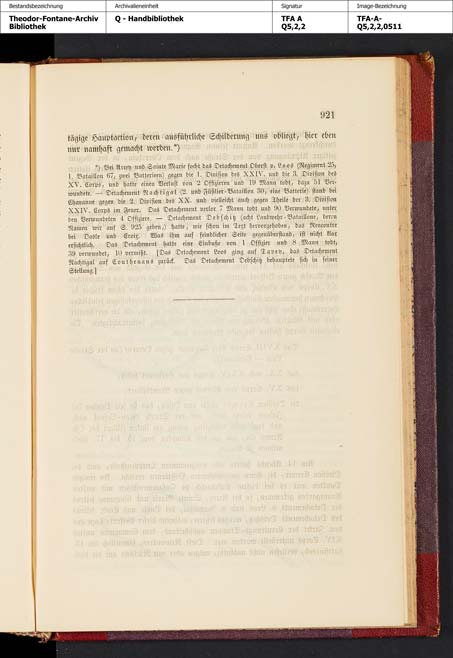 Bestandsbezeichnung
Archivalieneinheit
Signatur
Image-Bezeichnung
Theodor-Fontane-Archiv
Bibliothek
Q - Handbibliothek
TFA A
Q5,2,2
TFA-A-
Q5,2,2,0511
921
tägige Hauptaction, deren ausführliche Schilderung uns obliegt, hier eben
nur namhaft gemacht werden.*)
*) Bei Arcey und Sainte Marie focht das Detachement Oberst v. Loos (Regiment 25,
1. Bataillon 67, zwei Batterien) gegen die 1. Division des XXIV. und die 3. Division des
XV. Corps, und hatte einen Verlust von 2 Offizieren und 19 Mann todt, dazu 51 Ver-
wundete. — Detachement Nachtigal (2. und Füsilier-Bataillon 30, eine Batterie) stand bei
Chavanne gegen die 2. Division des XX. und vielleicht auch gegen Theile der 3. Division
XXIV. Corps im Feuer. Das Detachement verlor 7 Mann todt und 90 Verwundete, unter
den Verwundeten 4 Offiziere. — Detachement Debschitz (acht Landwehr-Bataillone, deren
Namen wir auf S. 925 geben,) hatte, wie schon im Text hervorgehoben, das Rencontre
bei Dasle und Croix. Was ihm auf feindlicher Seite gegenüberstand, ist nicht klar
ersichtlich. Das Detachement hatte eine Einbuße von 1 Offizier und 8 Mann todt,
39 verwundet, 10 vermißt. [Das Detachement Loos ging auf Tavey, das Detachement
Nachtigal auf Couthenans zurück. Das Detachement Debschitz behauptete sich in seiner
Stellung.]